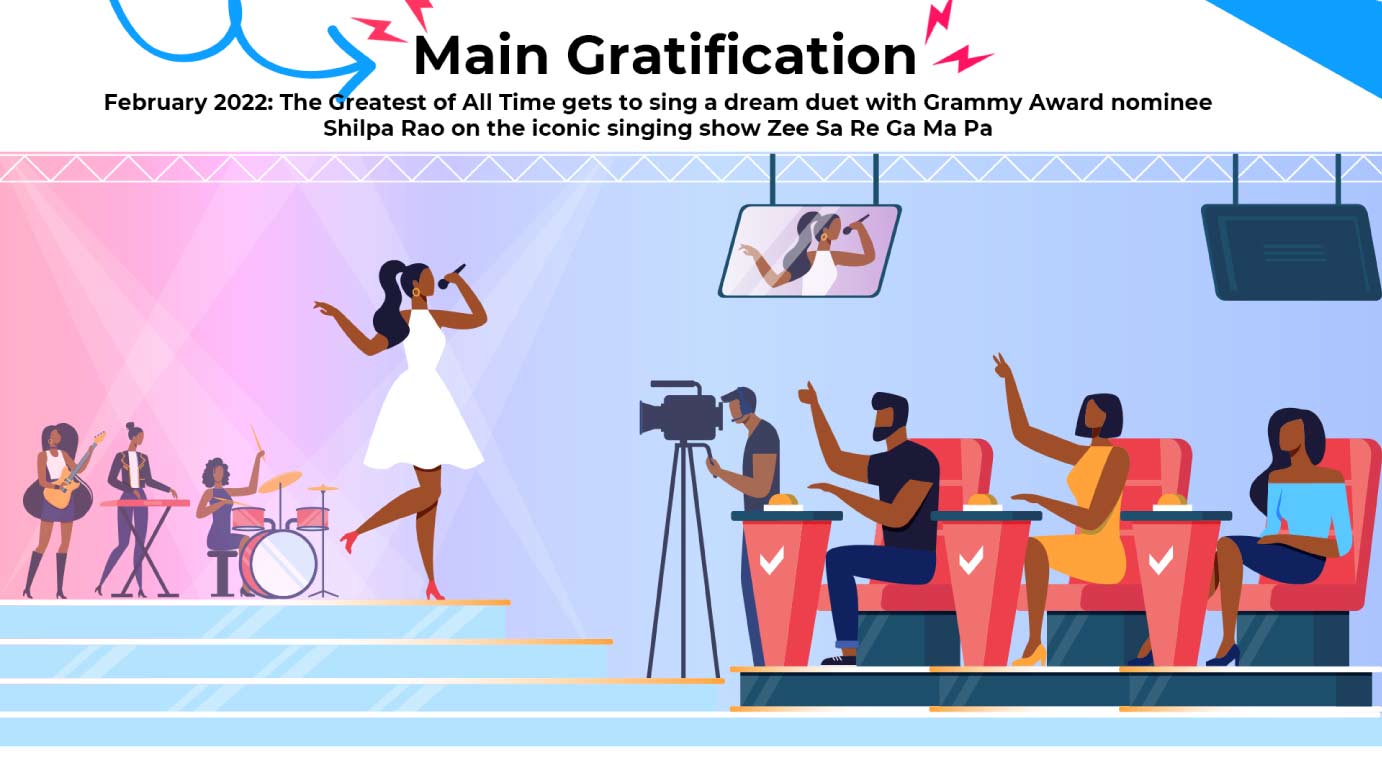 Main Gratification
February 2022: The Greatest of All Time gets to sing a dream duet with Grammy Award nominee
Shilpa Rao on the iconic singing show Zee Sa Re Ga Ma Pa